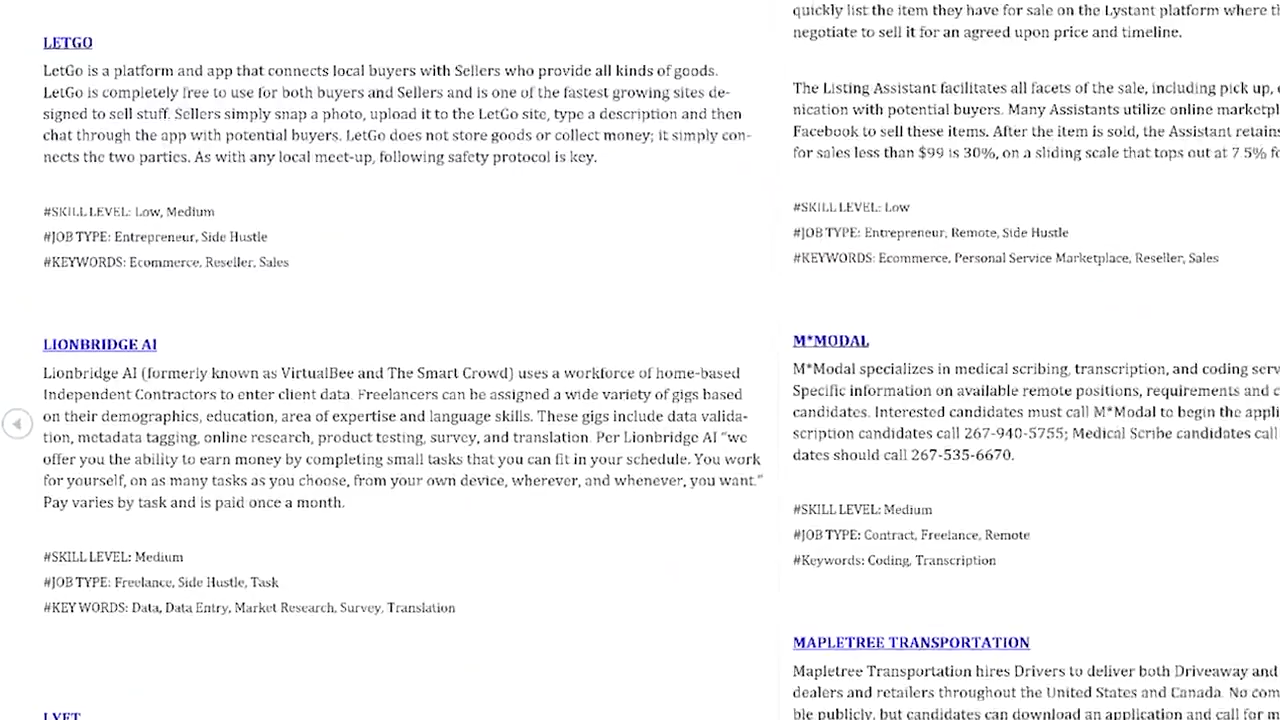 LETGO
LetGo is a platform and app that connects local buyers with Sellers who provide all kinds of goods.
LetGo is completely free to use for both buyers and Sellers and is one of the fastest growing sites de-
signed to sell stuff. Sellers simply snap a photo, upload it to the LetGo site, type a description and then
chat through the app with potential buyers. LetGo does not store goods or collect money; it simply con-
nects the two parties. As with any local meet-up, following safety protocol is key.
#SKILL LEVEL: Low, Medium
#JOB TYPE: Entrepreneur, Side Hustle
#KEYWORDS: Ecommerce, Reseller, Sales
LIONBRIDGE AI
Lionbridge AI (formerly known as VirtualBee and The Smart Crowd) uses a workforce of home-based
Independent Contractors to enter client data. Freelancers can be assigned a wide variety of gigs based
on their demographics, education, area of expertise and language skills. These gigs include data valida-
tion, metadata tagging, online research, product testing, survey, and translation. Per Lionbridge AI "we
offer you the ability to earn money by completing small tasks that you can fit in your schedule. You work
for yourself, on as many tasks as you choose, from your own device, wherever, and whenever, you want."
Pay varies by task and is paid once a month.
#SKILL LEVEL: Medium
#JOB TYPE: Freelance, Side Hustle, Task
#KEY WORDS: Data, Data Entry, Market Research, Survey, Translation
LYFT
quickly list the item they have for sale on the Lystant platform where
negotiate to sell it for an agreed upon price and timeline.
The Listing Assistant facilitates all facets of the sale, including pick up,
nication with potential buyers. Many Assistants utilize online
Facebook to sell these items. After the item is sold, the Assistant
for sales less than $99 is 30%, on a sliding scale that tops out at 7.5%
#SKILL LEVEL: Low
#JOB TYPE: Entrepreneur, Remote, Side Hustle
#KEYWORDS: Ecommerce, Personal Service Marketplace, Reseller, Sales
M*MODAL
M*Modal specializes in medical scribing, transcription, and coding
Specific information on available remote positions, requirements and
candidates. Interested candidates must call M*Modal to begin the
scription candidates call 267-940-5755; Medical Scribe candidates call
dates should call 267-535-6670.
#SKILL LEVEL: Medium
#JOB TYPE: Contract, Freelance, Remote
#Keywords: Coding, Transcription
MAPLETREE TRANSPORTATION
Mapletree Transportation hires Drivers to deliver both Driveaway and
dealers and retailers throughout the United States and Canada. No
ble publicly, but candidates can download an application and call for